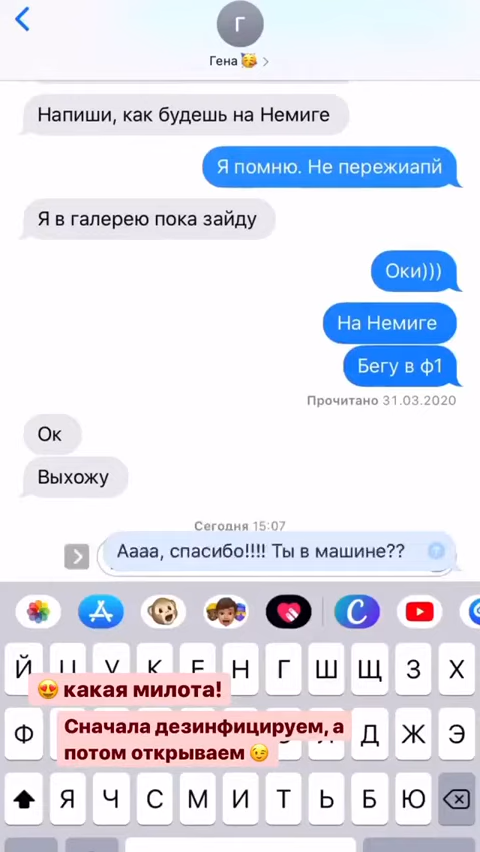 Г
Гена 🥳 >
Напиши, как будешь на Немиге
Я помню. Не пережиапй
Я в галерею пока зайду
Оки)))
На Немиге
Бегу в ф1
Прочитано 31.03.2020
Ок
Выхожу
Сегодня 15:07
Аааа, спасибо!!!! Ты в машине??
Й Ц У К Е Н Г Ш Щ З Х
😍 какая милота!
Ф Д Ж Э
Сначала дезинфицируем, а
потом открываем 😉
Я Ч С М И Т Ь Б Ю